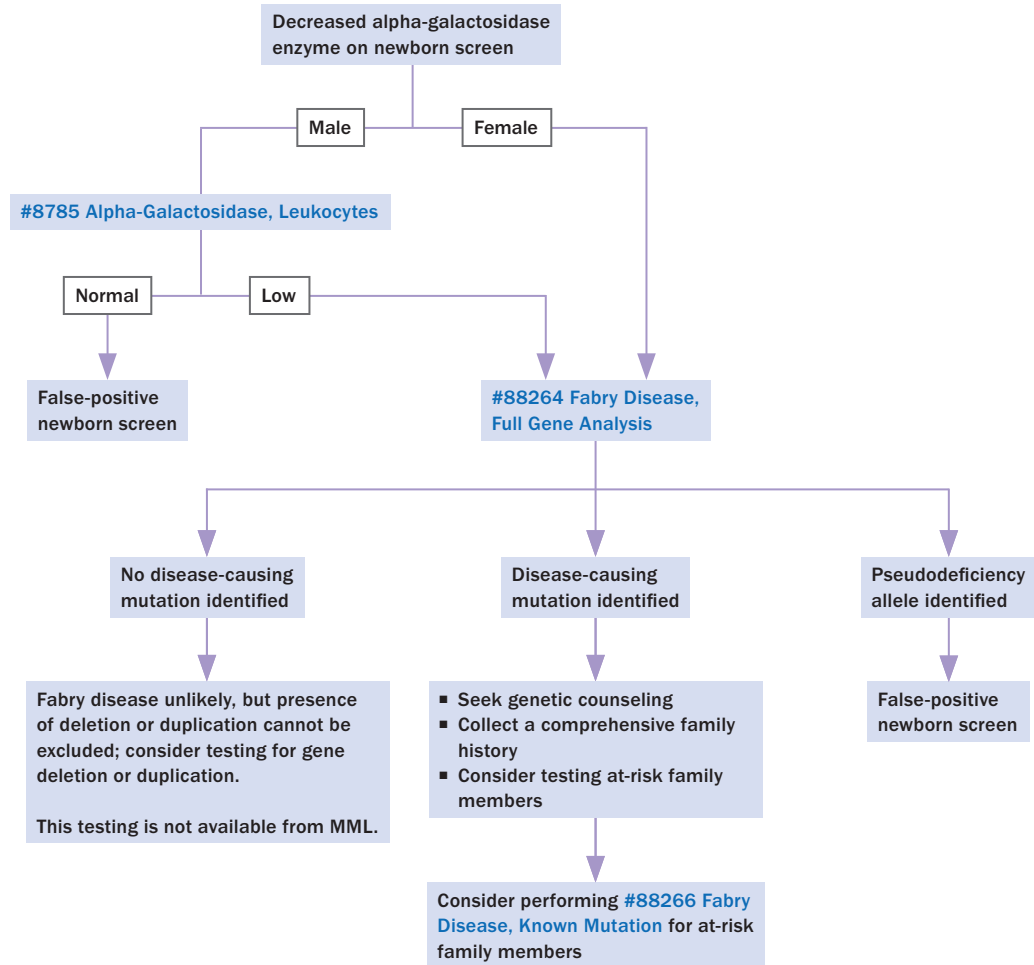 Decreased alpha-galactosidase
enzyme on newborn screen
Male
Female
#8785 Alpha-Galactosidase, Leukocytes
Normal
Low
False-positive
newborn screen
#88264 Fabry Disease,
Full Gene Analysis
No disease-causing
mutation identified
Disease-causing
mutation identified
Pseudodeficiency
allele identified
Fabry disease unlikely, but presence
of deletion or duplication cannot be
excluded; consider testing for gene
deletion or duplication.
This testing is not available from MML.
▪ Seek genetic counseling
▪ Collect a comprehensive family
history
▪ Consider testing at-risk family
members
False-positive
newborn screen
Consider performing #88266 Fabry
Disease, Known Mutation for at-risk
family members